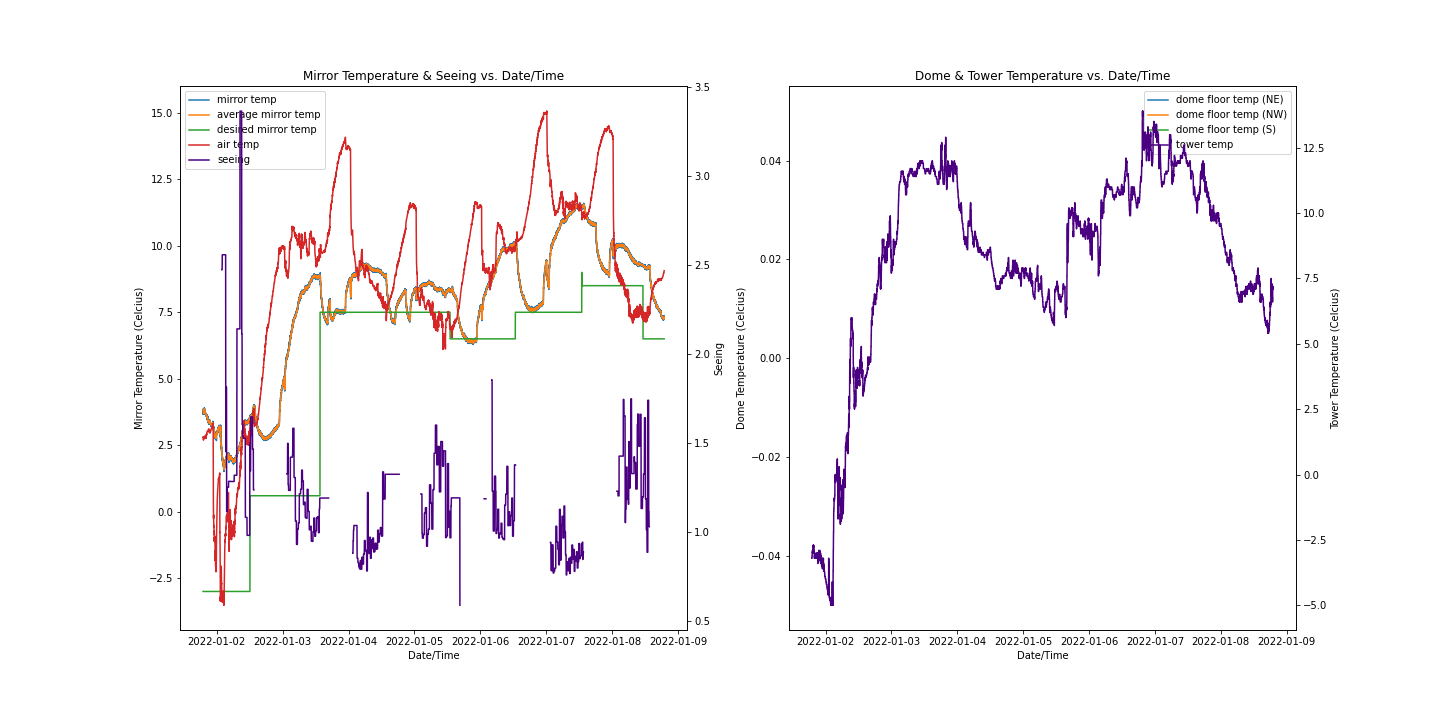 Mirror Temperature & Seeing vs. Date/Time
mirror temp
average mirror temp
desired mirror temp
air temp
seeing
15.0
12.5
10.0
7.5
5.0
2.5
0.0
−2.5
Mirror Temperature (Celcius)
3.5
3.0
2.5
2.0
1.5
1.0
0.5
Seeing
2022-01-02
2022-01-03
2022-01-04
2022-01-05
2022-01-06
2022-01-07
2022-01-08
2022-01-09
Date/Time
Dome & Tower Temperature vs. Date/Time
dome floor temp (NE)
dome floor temp (NW)
dome floor temp (S)
tower temp
0.04
0.02
0.00
−0.02
−0.04
Dome Temperature (Celcius)
12.5
10.0
7.5
5.0
2.5
0.0
−2.5
−5.0
Tower Temperature (Celcius)
2022-01-02
2022-01-03
2022-01-04
2022-01-05
2022-01-06
2022-01-07
2022-01-08
2022-01-09
Date/Time